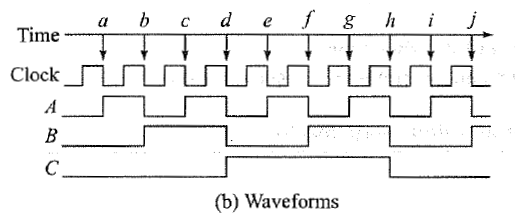 a b c d e f g h i j
Time
Clock
A
B
C
(b) Waveforms